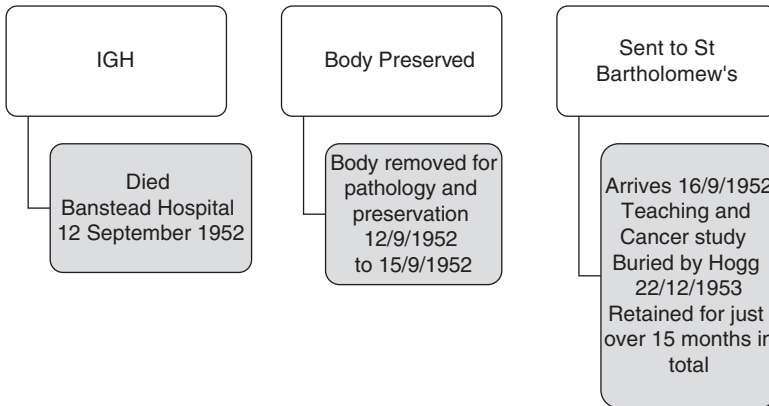 IGH
Died
Banstead Hospital
12 September 1952
Body Preserved
Body removed for
pathology and
preservation
12/9/1952
to 15/9/1952
Sent to St
Bartholomew's
Arrives 16/9/1952
Teaching and
Cancer study
Buried by Hogg
22/12/1953
Retained for just
over 15 months in
total